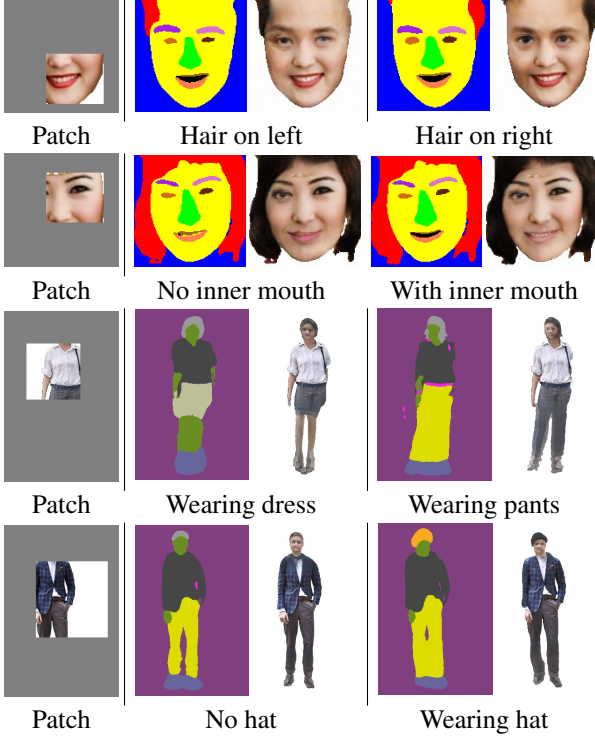 Patch Hair on left Hair on right
Patch No inner mouth With inner mouth
Patch Wearing dress Wearing pants
Patch No hat Wearing hat